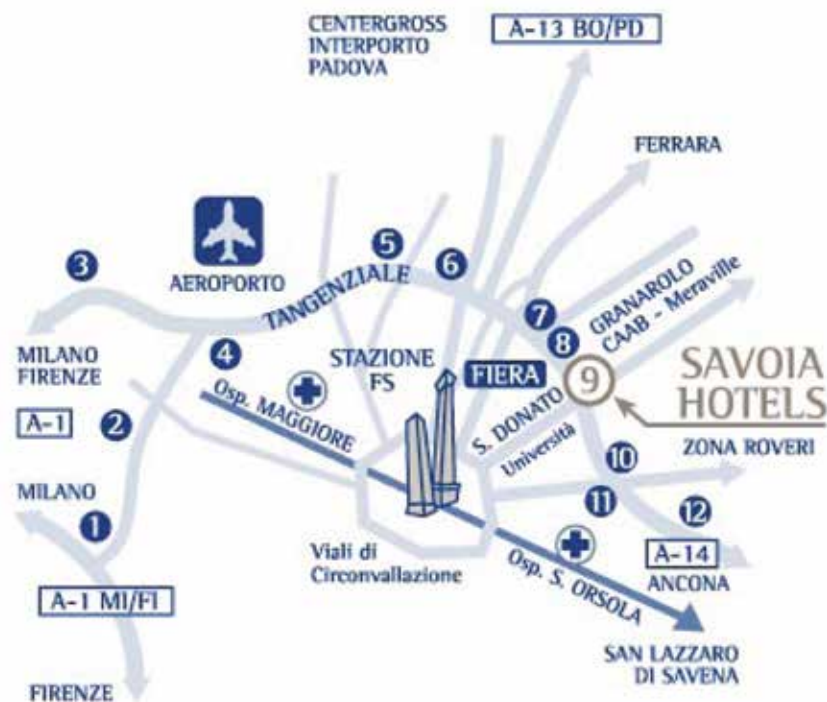 CENTERGROSS
INTERPORTO
PADOVA
A-13 BO/PD
FERRARA
AEROPORTO
3
5
6
TANGENZIALE
7
8
GRANAROLO
CAAB - Meraville
MILANO
FIRENZE
4
STAZIONE
FS
FIERA
9
SAVOIA
HOTELS
A-1
2
Osp. MAGGIORE
S. DONATO
Università
10
ZONA ROVERI
MILANO
1
11
12
Viali di
Circonvallazione
Osp. S. ORSOLA
A-14
ANCONA
A-1 MI/FI
SAN LAZZARO
DI SAVENA
FIRENZE